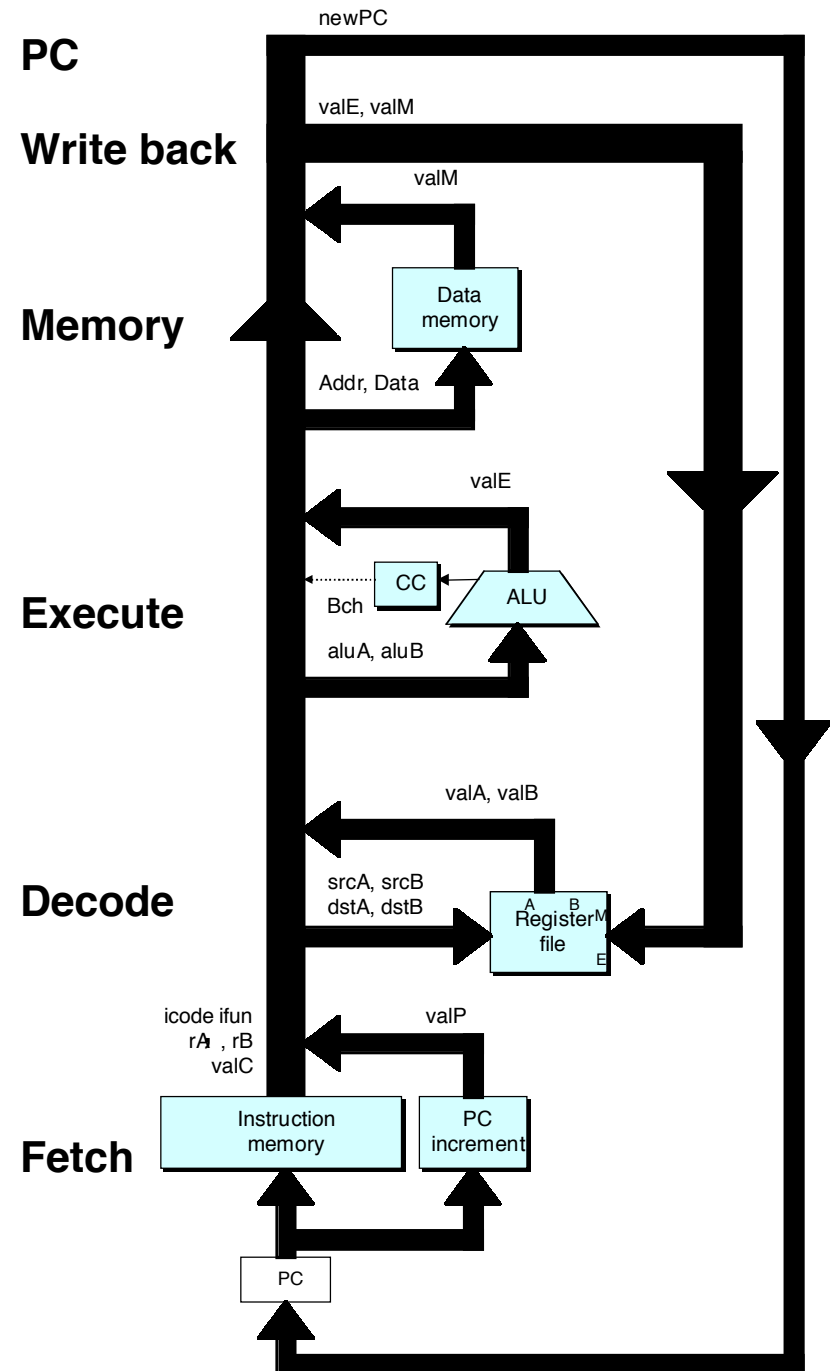 newPC
PC
valE, valM
Write back
valM
Data
memory
Memory
Addr, Data
valE
CC
ALU
Bch
Execute
aluA, aluB
valA, valB
srcA, srcB
dstA, dstB
Decode
A B
Register M
file
E
icode ifun
rA , rB
valC
valP
Instruction
memory
PC
increment
Fetch
PC